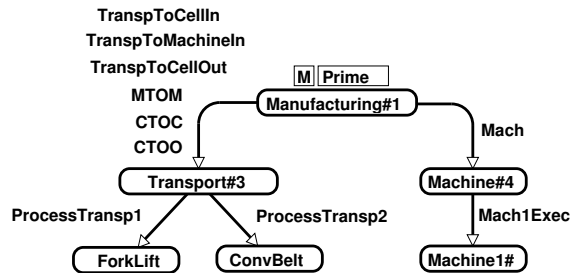 TranspToCellIn
TranspToMachineIn
TranspToCellOut
M Prime
MTOM
Manufacturing#1
CTOC
Mach
CTOO
Transport#3
Machine#4
ProcessTransp1
ProcessTransp2
Mach1Exec
ForkLift
ConvBelt
Machine1#